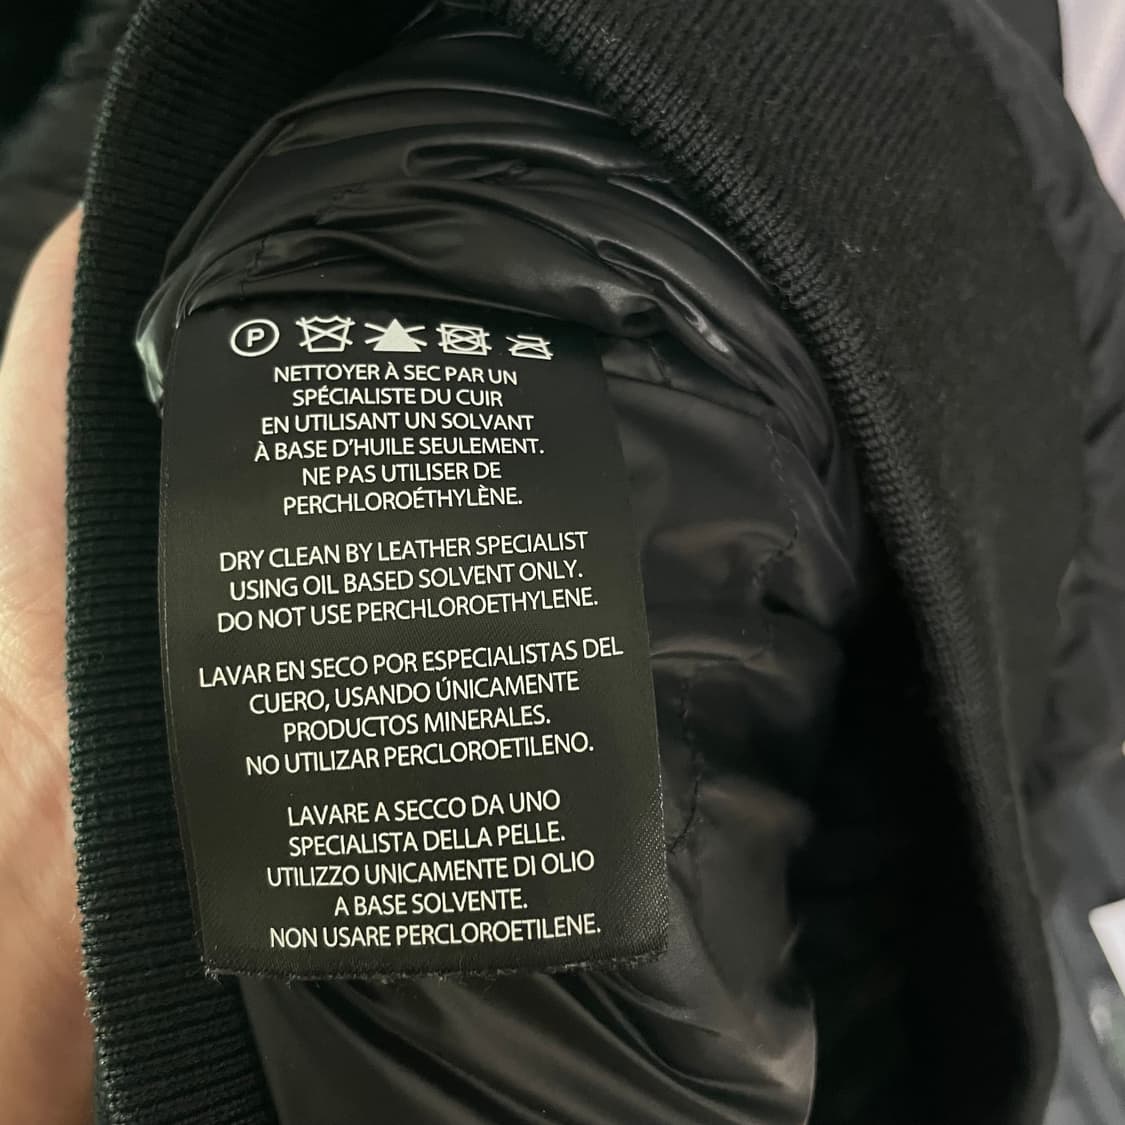 P
NETTOYER À SEC PAR UN
SPÉCIALISTE DU CUIR
EN UTILISANT UN SOLVANT
À BASE D'HUILE SEULEMENT.
NE PAS UTILISER DE
PERCHLOROÉTHYLÈNE.
DRY CLEAN BY LEATHER SPECIALIST
USING OIL BASED SOLVENT ONLY.
DO NOT USE PERCHLOROETHYLENE.
LAVAR EN SECO POR ESPECIALISTAS DEL
CUERO, USANDO ÚNICAMENTE
PRODUCTOS MINERALES.
NO UTILIZAR PERCLOROETILENO.
LAVARE A SECCO DA UNO
SPECIALISTA DELLA PELLE.
UTILIZZO UNICAMENTE DI OLIO
A BASE SOLVENTE.
NON USARE PERCLOROETILENE.